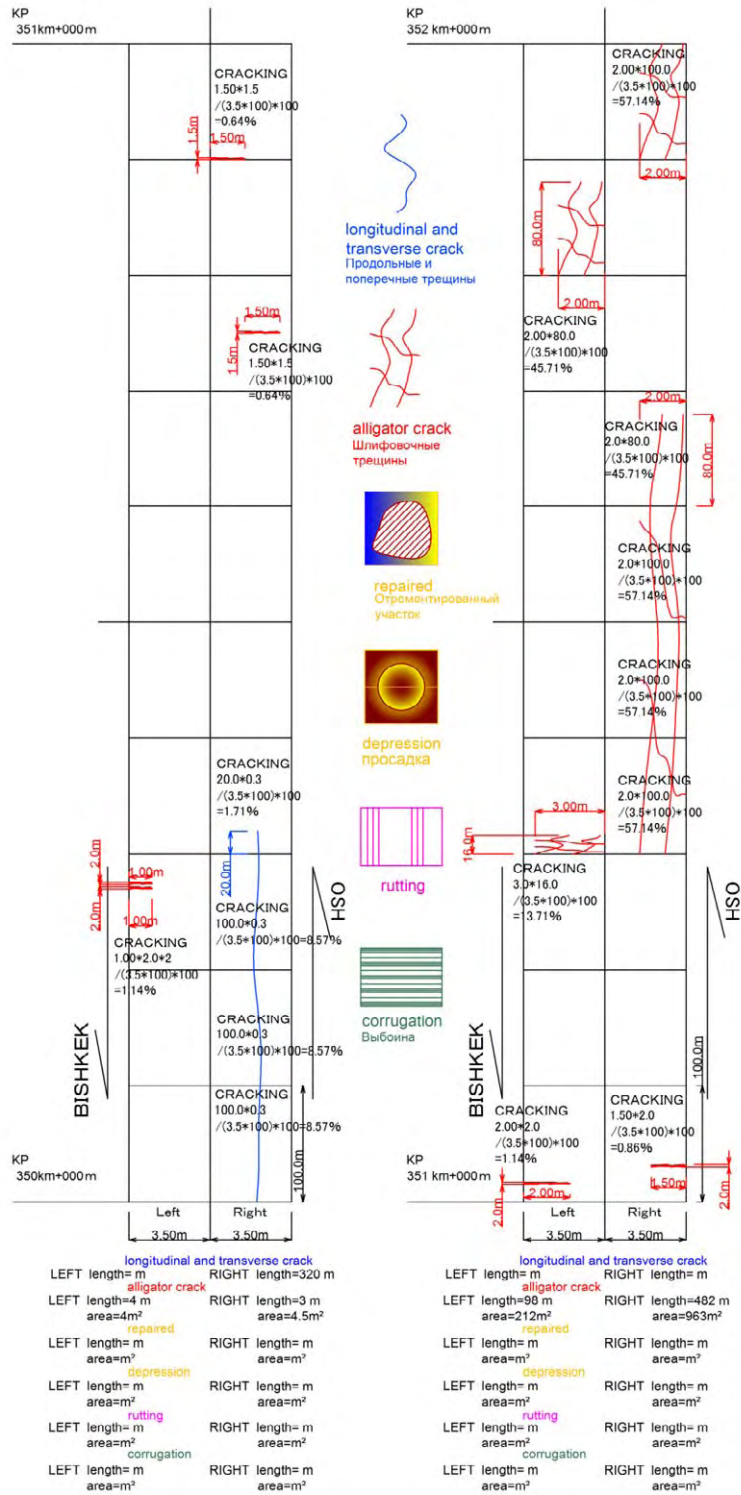 KP
351km+000m
CRACKING
1.50*1.5
/(3.5*100)*100
=0.64%
1.50m
1.5m
1.50m
1.5m
CRACKING
1.50*1.5
/(3.5*100)*100
=0.64%
CRACKING
20.0*0.3
/(3.5*100)*100
=1.71%
20.0m
2.0m
1.00m
2.0m
1.00m
CRACKING
1.00*2.0*2
/(3.5*100)*100
=1.14%
CRACKING
100.0*0.3
/(3.5*100)*100=8.57%
CRACKING
100.0*0.3
/(3.5*100)*100=8.57%
CRACKING
100.0*0.3
/(3.5*100)*100=8.57%
BISHKEK
OSH
100.0m
KP
350km+000m
Left
Right
3.50m
3.50m
longitudinal and
transverse crack
Продольные и
поперечные трещины
alligator crack
Шлифовочные
трещины
repaired
Отремонтированный
участок
depression
просадка
rutting
corrugation
Выбоина
KP
352 km+000m
CRACKING
2.00*100.0
/(3.5*100)*100
=57.14%
2.00m
80.0m
2.00m
CRACKING
2.00*80.0
/(3.5*100)*100
=45.71%
2.00m
CRACKING
2.0*80.0
/(3.5*100)*100
=45.71%
80.0m
CRACKING
2.0*100.0
/(3.5*100)*100
=57.14%
CRACKING
2.0*100.0
/(3.5*100)*100
=57.14%
CRACKING
2.0*100.0
/(3.5*100)*100
=57.14%
3.00m
16.0m
CRACKING
3.0*16.0
/(3.5*100)*100
=13.71%
BISHKEK
OSH
100.0m
CRACKING
2.00*2.0
/(3.5*100)*100
=1.14%
CRACKING
1.50*2.0
/(3.5*100)*100
=0.86%
KP
351 km+000m
2.0m
2.00m
1.50m
2.0m
Left
Right
3.50m
3.50m
longitudinal and transverse crack
LEFT length= m RIGHT length=320 m
alligator crack
LEFT length=4 m RIGHT length=3 m
area=4m² area=4.5m²
repaired
LEFT length= m RIGHT length= m
area=m² area=m²
depression
LEFT length= m RIGHT length= m
area=m² area=m²
rutting
LEFT length= m RIGHT length= m
area=m² area=m²
corrugation
LEFT length= m RIGHT length= m
area=m² area=m²
longitudinal and transverse crack
LEFT length= m RIGHT length= m
alligator crack
LEFT length=98 m RIGHT length=482 m
area=212m² area=963m²
repaired
LEFT length= m RIGHT length= m
area=m² area=m²
depression
LEFT length= m RIGHT length= m
area=m² area=m²
rutting
LEFT length= m RIGHT length= m
area=m² area=m²
corrugation
LEFT length= m RIGHT length= m
area=m² area=m²